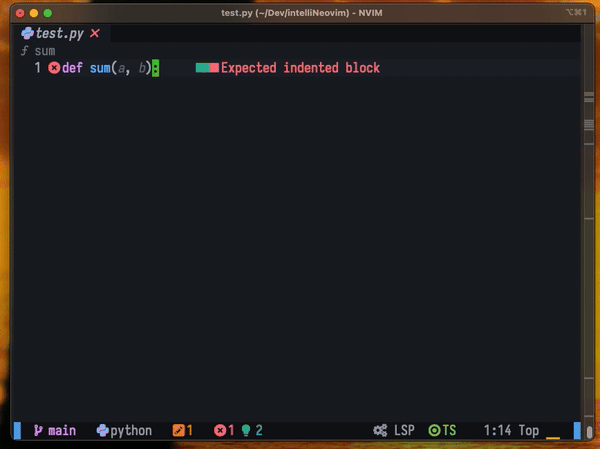 test.py (~/Dev/intelliNeovim) - NVIM
⌥⌘1
test.py ×
ƒ sum
1 def sum(a, b): Expected indented block
main python 1 1 2 LSP TS 1:14 Top